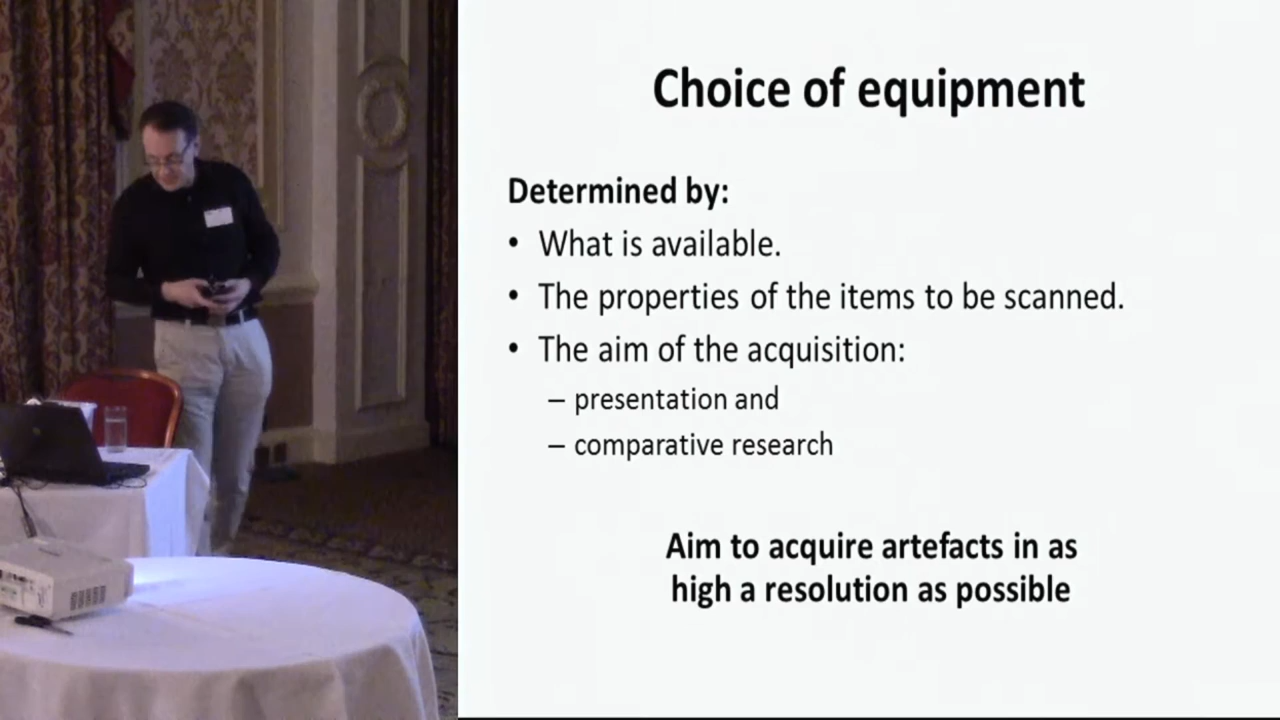 Choice of equipment
Determined by:
• What is available.
• The properties of the items to be scanned.
• The aim of the acquisition:
– presentation and
– comparative research
Aim to acquire artefacts in as
high a resolution as possible